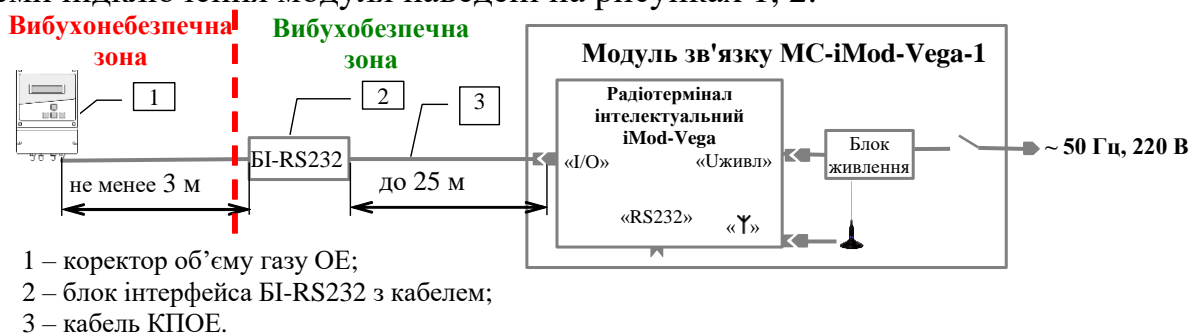 Вибухонебезпечна
зона
Вибухобезпечна
зона
Модуль зв'язку МС-iMod-Vega-1
1
2
3
Радіотермінал
інтелектуальний
iMod-Vega
БІ-RS232
«I/O»
«Uживл»
Блок
живлення
~ 50 Гц, 220 В
не менее 3 м
до 25 м
«RS232»
« »
1 – коректор об’єму газу ОЕ;
2 – блок інтерфейса БІ-RS232 з кабелем;
3 – кабель КПОЕ.